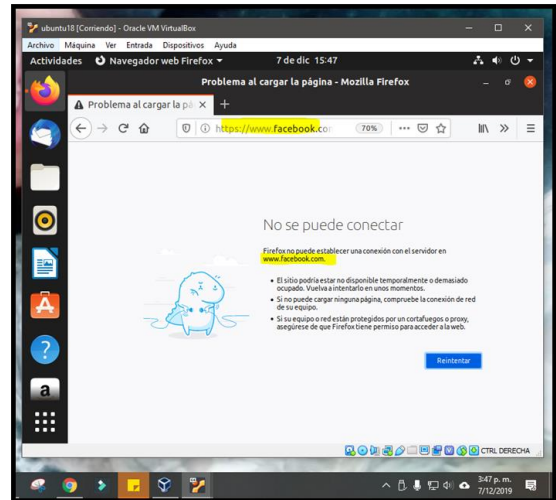 ubuntu18 [Corriendo] - Oracle VM VirtualBox
Archivo Máquina Ver Entrada Dispositivos Ayuda
Actividades Navegador web Firefox 7 de dic 15:47
Problema al cargar la página - Mozilla Firefox
Problema al cargar la pá
https://www.facebook.com 70%
No se puede conectar
Firefox no puede establecer una conexión con el servidor en
www.facebook.com.
El sitio podría estar no disponible temporalmente o demasiado
ocupado. Vuelva a intentarlo en unos momentos.
Si no puede cargar ninguna página, compruebe la conexión de red
de su equipo.
Si su equipo o red están protegidos por un cortafuegos o proxy,
asegúrese de que Firefox tiene permiso para acceder a la web.
Reintentar
CTRL DERECHA
3:47 p. m.
7/12/2019